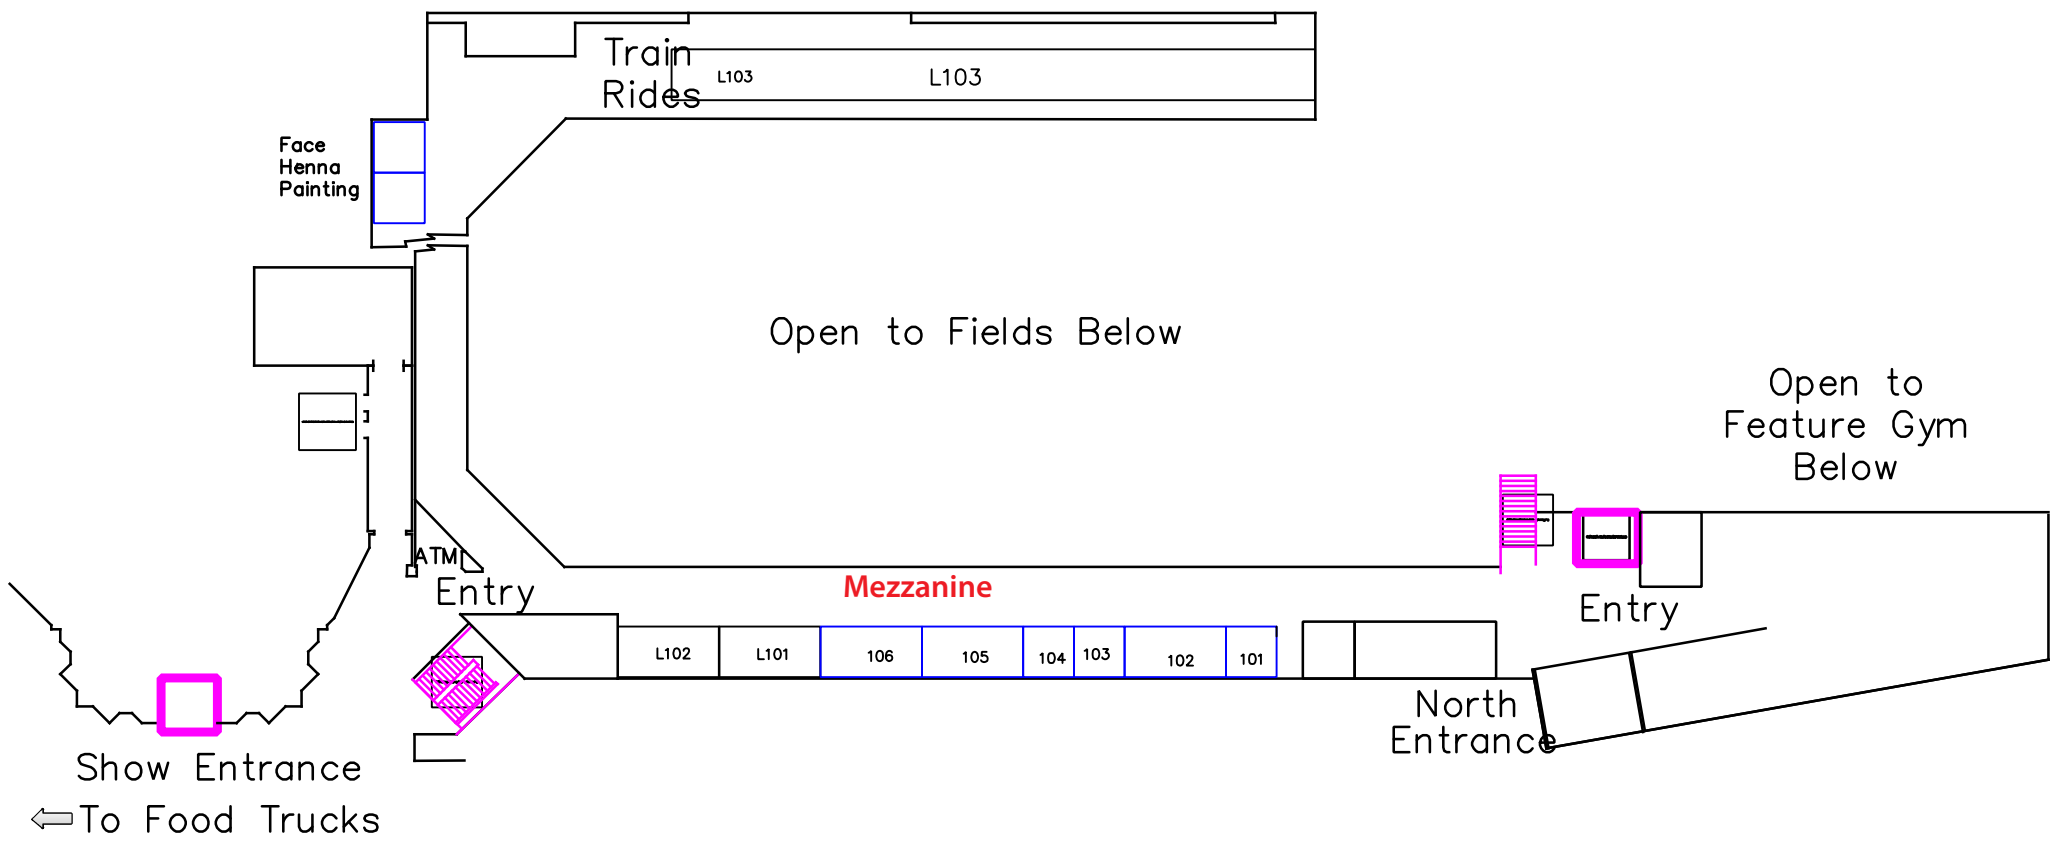 Train
Rides
L103
L103
Face
Henna
Painting
Open to Fields Below
Open to
Feature Gym
Below
ATM
Entry
Mezzanine
Entry
L102
L101
106
105
104
103
102
101
North
Entrance
Show Entrance
To Food Trucks